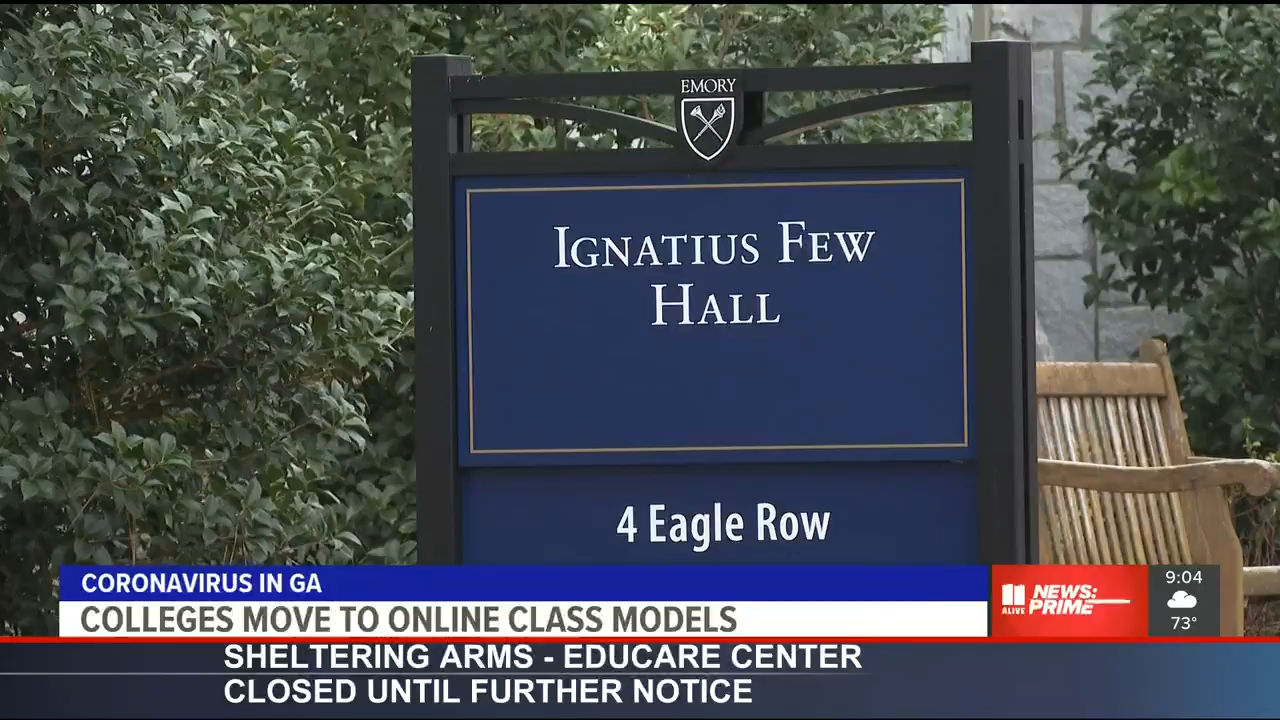 EMORY
IGNATIUS FEW
HALL
4 Eagle Row
CORONAVIRUS IN GA
COLLEGES MOVE TO ONLINE CLASS MODELS
11 ALIVE NEWS: PRIME
9:04
73°
SHELTERING ARMS - EDUCARE CENTER
CLOSED UNTIL FURTHER NOTICE